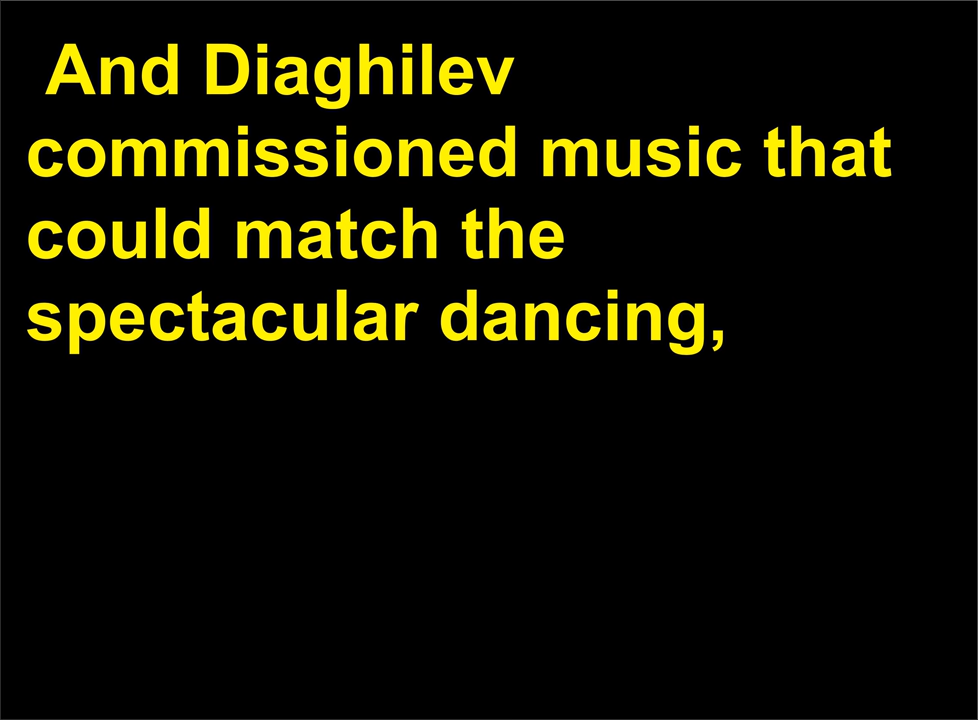 And Diaghilev
commissioned music that
could match the
spectacular dancing,